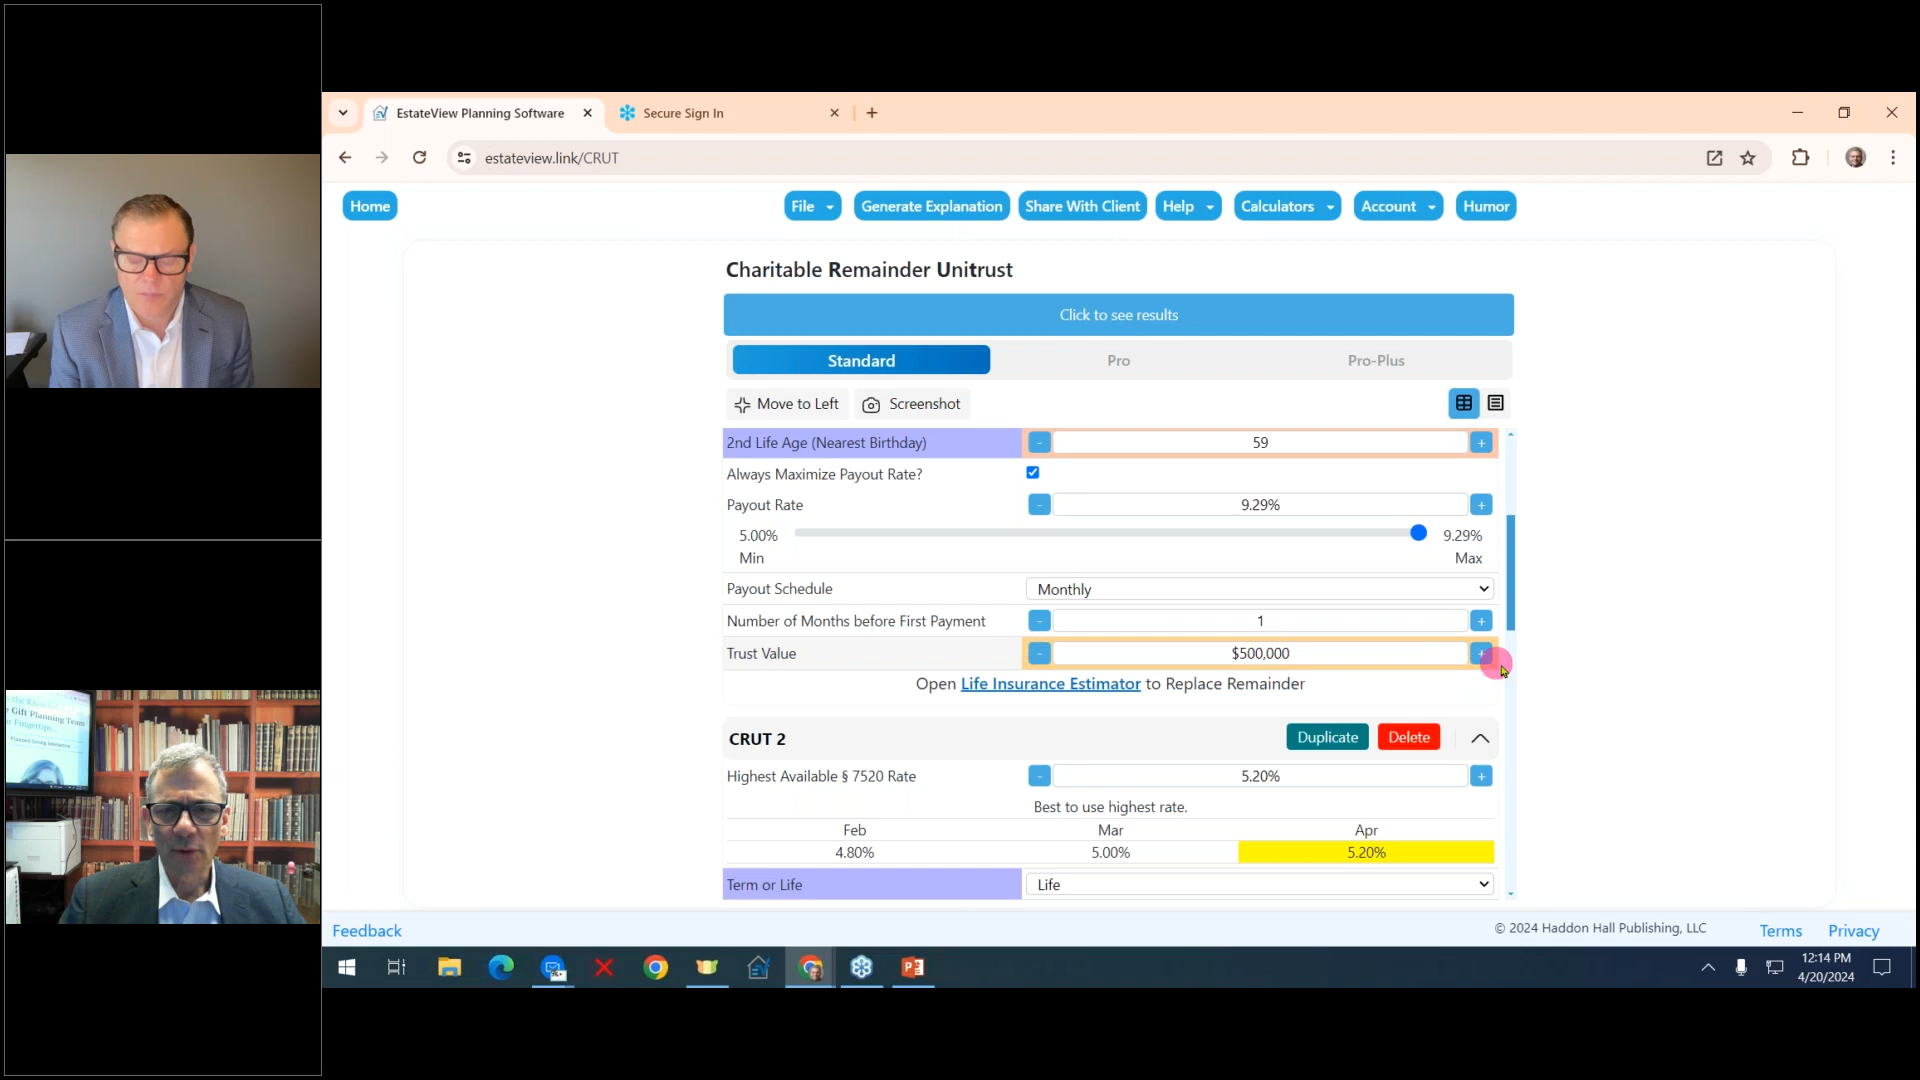 EstateView Planning Software
Secure Sign In
estateview.link/CRUT
Home
File
Generate Explanation
Share With Client
Help
Calculators
Account
Humor
Charitable Remainder Unitrust
Click to see results
Standard
Pro
Pro-Plus
Move to Left
Screenshot
2nd Life Age (Nearest Birthday)
- 59 +
Always Maximize Payout Rate?
Payout Rate
- 9.29% +
5.00%
9.29%
Min
Max
Payout Schedule
Monthly
Number of Months before First Payment
- 1 +
Trust Value
- $500,000 +
Open Life Insurance Estimator to Replace Remainder
CRUT 2
Duplicate
Delete
Highest Available § 7520 Rate
- 5.20% +
Best to use highest rate.
Feb Mar Apr
4.80% 5.00% 5.20%
Term or Life
Life
Feedback
© 2024 Haddon Hall Publishing, LLC
Terms
Privacy
12:14 PM
4/20/2024
Gift Planning Team
Fingertips...